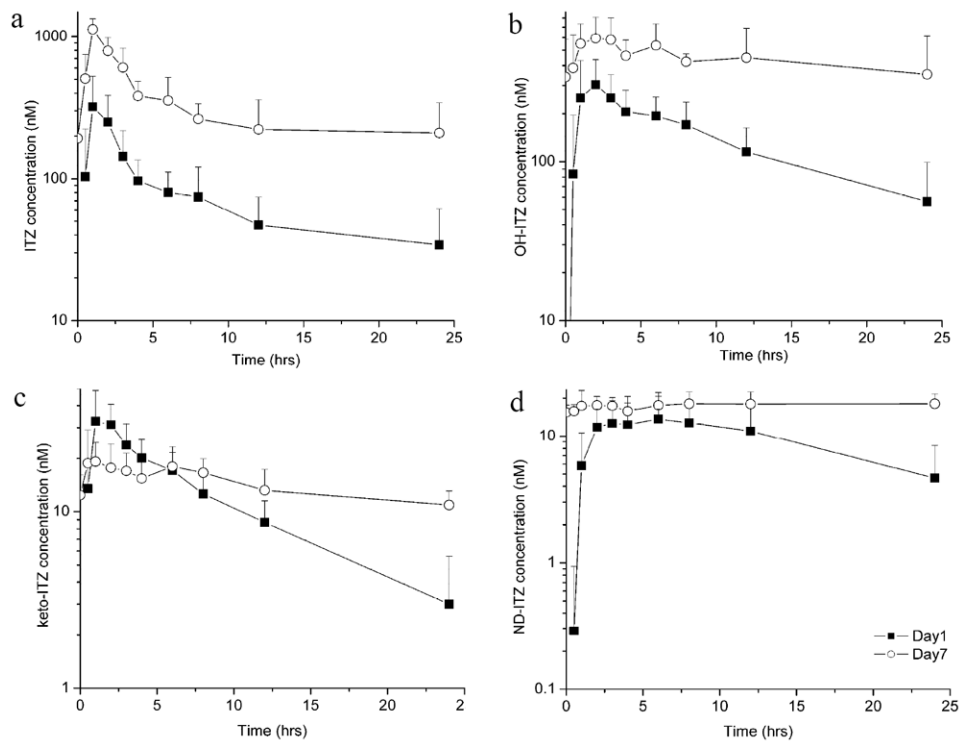 a
1000
100
10
ITZ concentration (nM)
0 5 10 15 20 25
Time (hrs)
b
100
10
OH-ITZ concentration (nM)
0 5 10 15 20 25
Time (hrs)
c
10
1
keto-ITZ concentration (nM)
0 5 10 15 20 2
Time (hrs)
d
10
1
0.1
ND-ITZ concentration (nM)
Day1
Day7
0 5 10 15 20 25
Time (hrs)